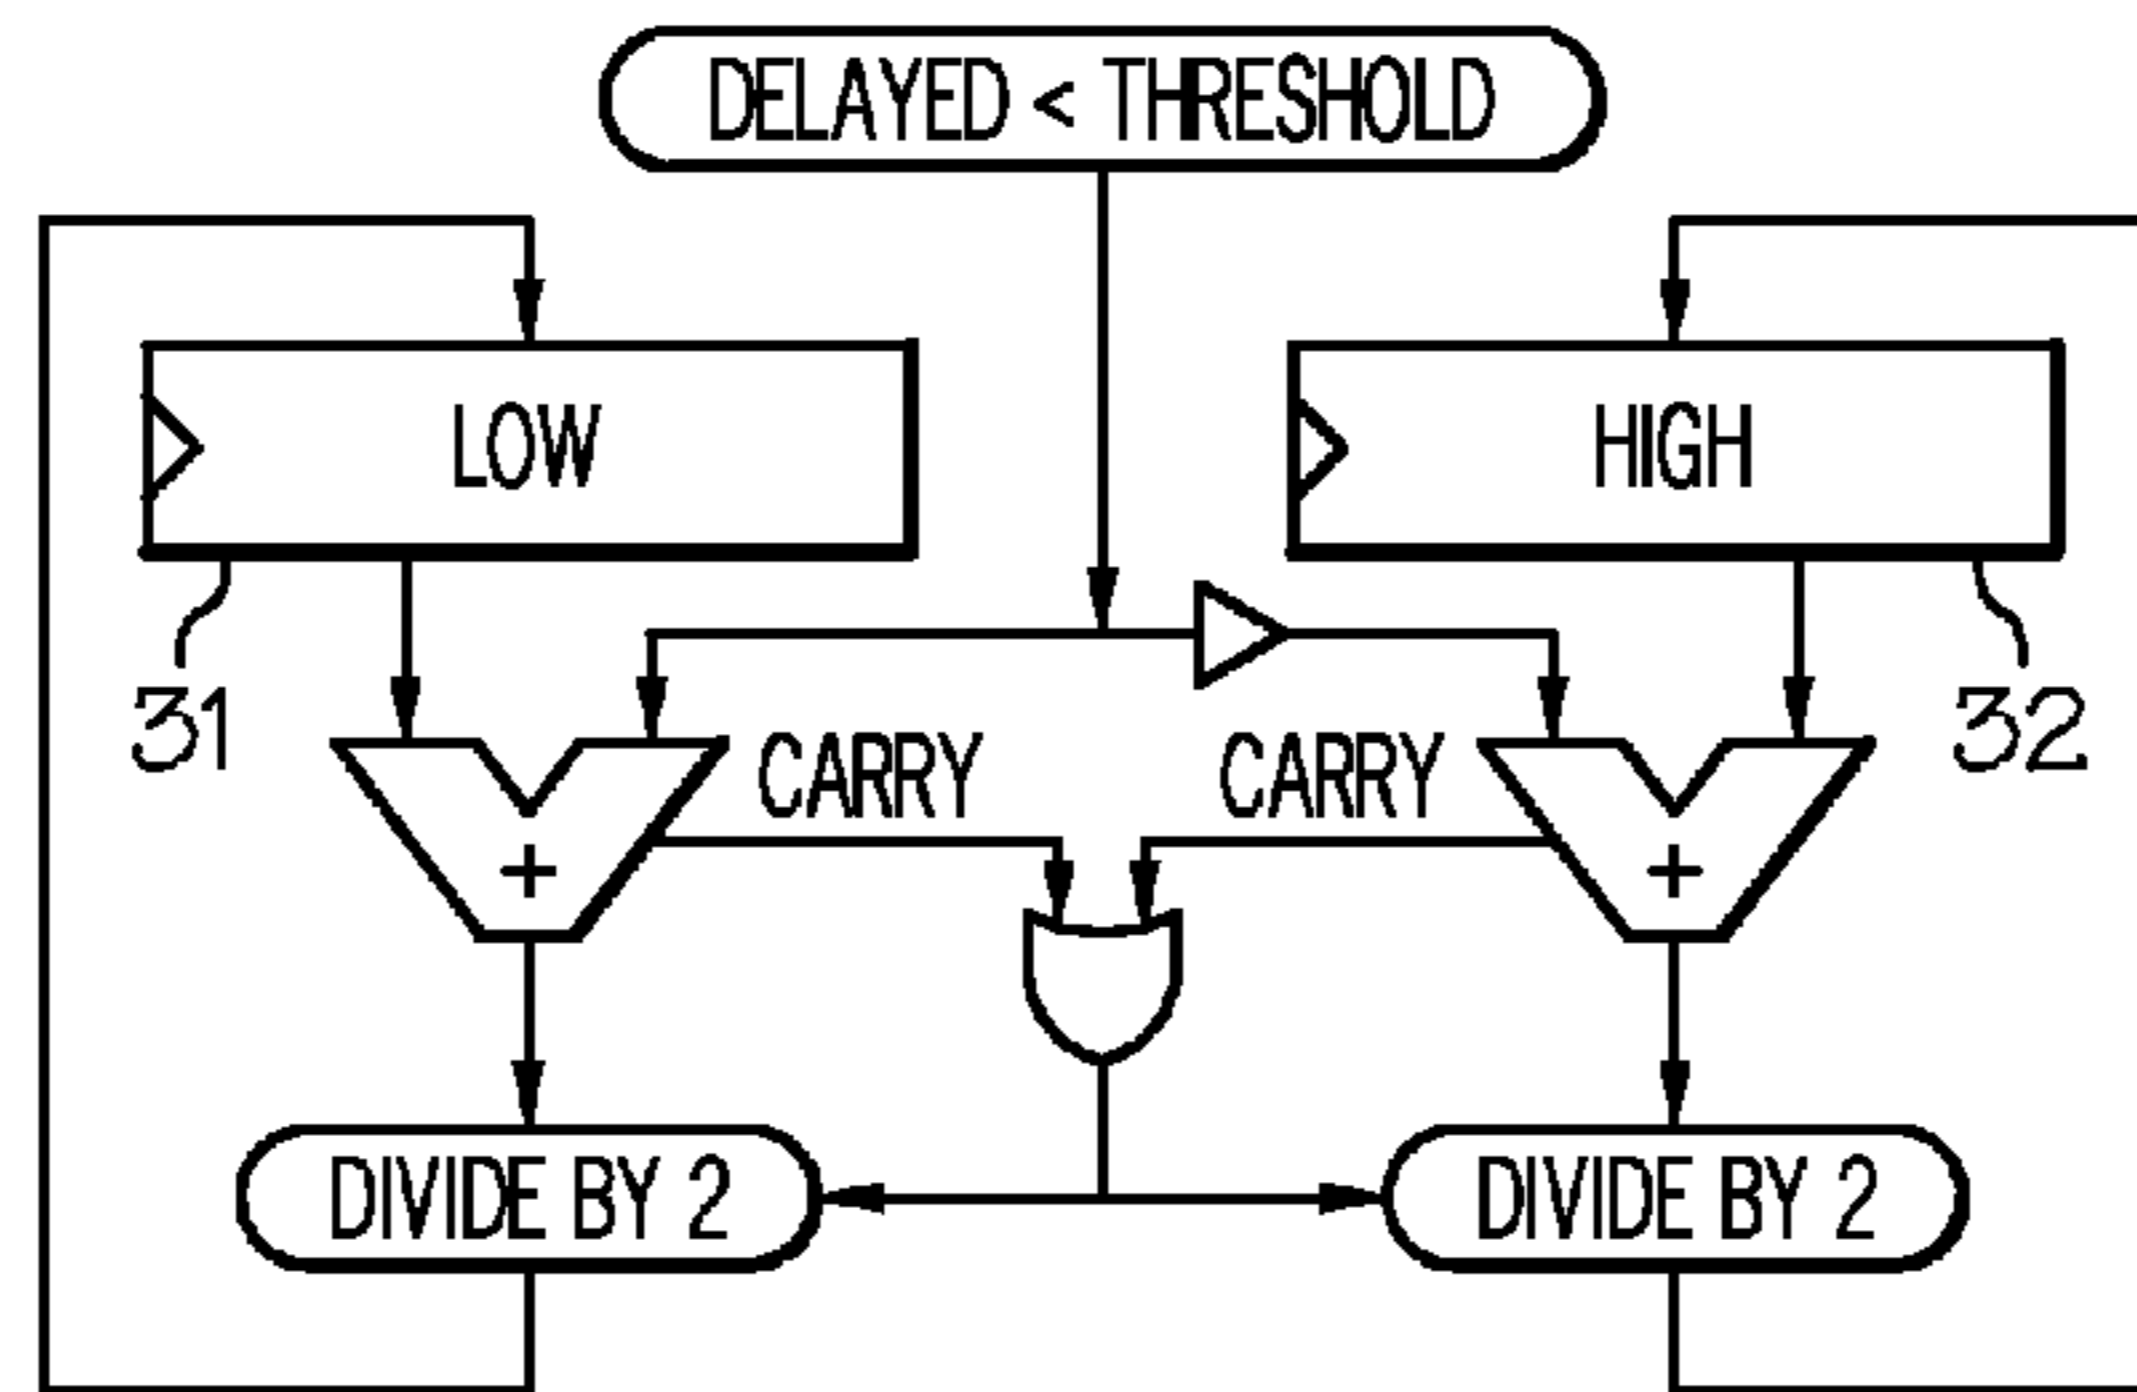 DELAYED < THRESHOLD
LOW
HIGH
31
32
CARRY
CARRY
+
+
DIVIDE BY 2
DIVIDE BY 2